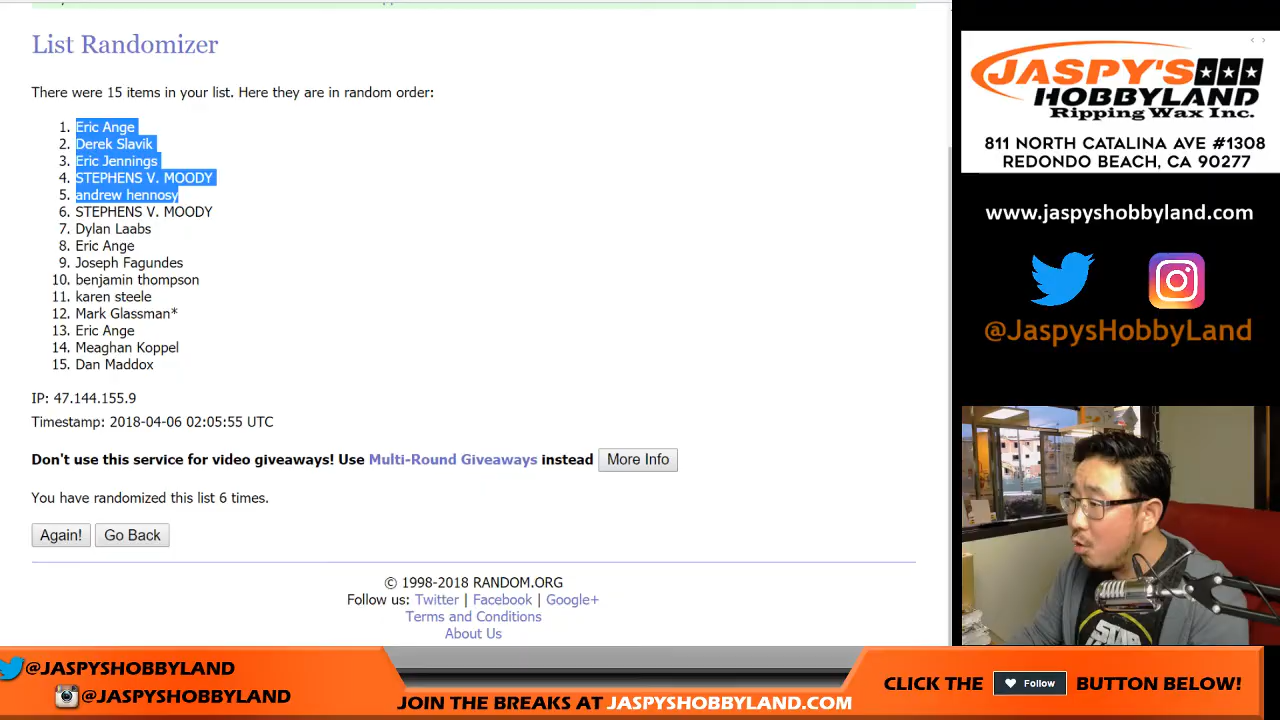 List Randomizer
There were 15 items in your list. Here they are in random order:
1. Eric Ange
2. Derek Slavik
3. Eric Jennings
4. STEPHENS V. MOODY
5. andrew hennosy
6. STEPHENS V. MOODY
7. Dylan Laabs
8. Eric Ange
9. Joseph Fagundes
10. benjamin thompson
11. karen steele
12. Mark Glassman*
13. Eric Ange
14. Meaghan Koppel
15. Dan Maddox
IP: 47.144.155.9
Timestamp: 2018-04-06 02:05:55 UTC
Don't use this service for video giveaways! Use Multi-Round Giveaways instead More Info
You have randomized this list 6 times.
Again! Go Back
© 1998-2018 RANDOM.ORG
Follow us: Twitter | Facebook | Google+
Terms and Conditions
About Us
JASPY'S
HOBBYLAND
Ripping Wax Inc.
811 NORTH CATALINA AVE #1308
REDONDO BEACH, CA 90277
www.jaspyshobbyland.com
@JaspysHobbyLand
@JASPYSHOBBYLAND
@JASPYSHOBBYLAND
JOIN THE BREAKS AT JASPYSHOBBYLAND.COM
CLICK THE Follow BUTTON BELOW!